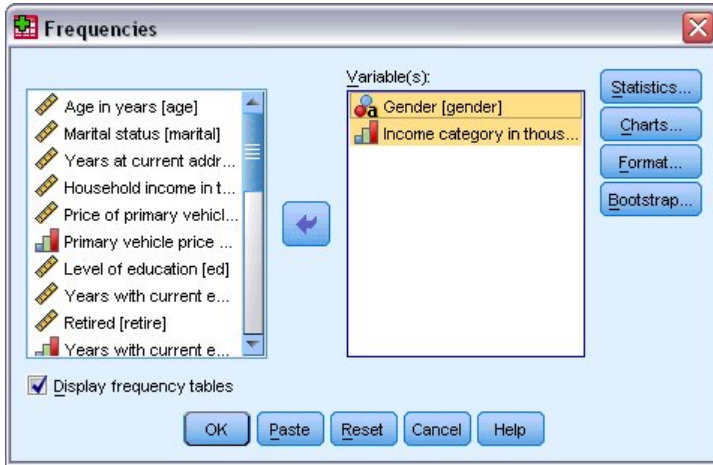 Frequencies
Variable(s):
Age in years [age]
Marital status [marital]
Years at current addr...
Household income in t...
Price of primary vehicl...
Primary vehicle price ...
Level of education [ed]
Years with current e...
Retired [retire]
Years with current e...
a Gender [gender]
Income category in thous...
Statistics...
Charts...
Format...
Bootstrap...
Display frequency tables
OK Paste Reset Cancel Help